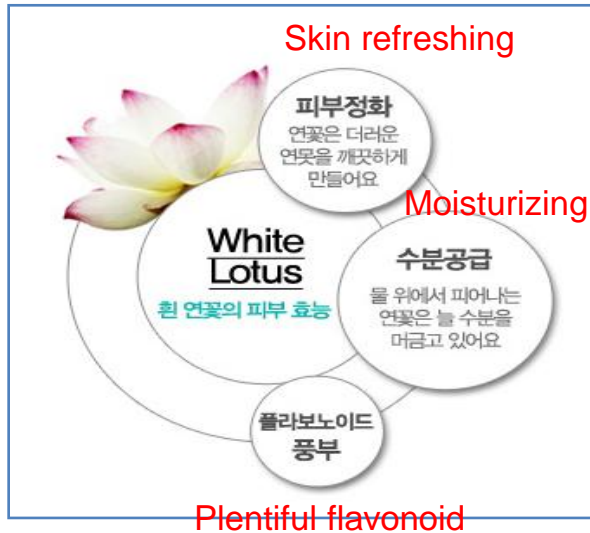 Skin refreshing
피부정화
연꽃은 더러운
연못을 깨끗하게
만들어요
Moisturizing
White
Lotus
흰 연꽃의 피부 효능
수분공급
물 위에서 피어나는
연꽃은 늘 수분을
머금고 있어요
플라보노이드
풍부
Plentiful flavonoid